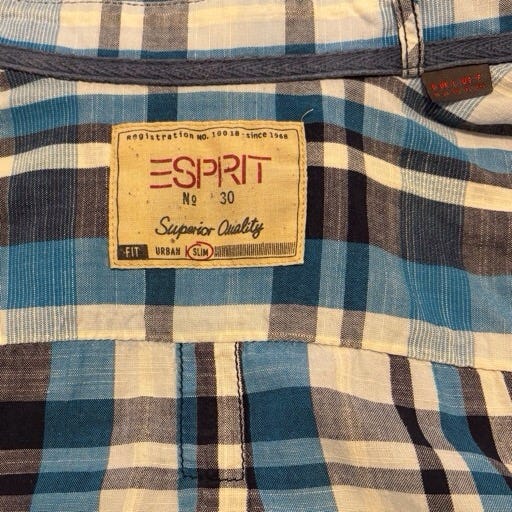 Registration NO. 10018 since 1968
ESPRIT
No 30
Superior Quality
FIT URBAN SLIM